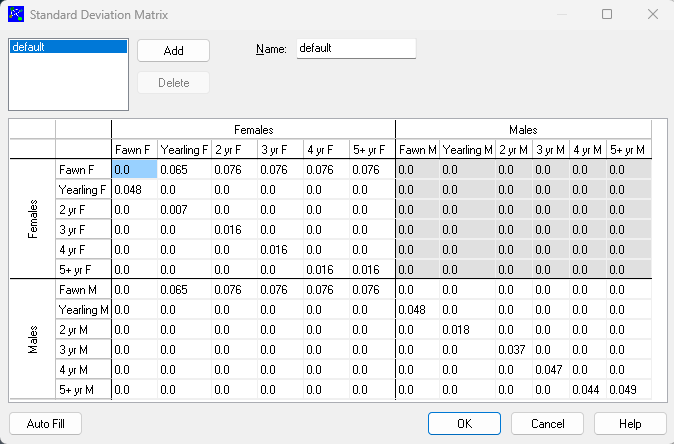 Standard Deviation Matrix
default
Add
Delete
Name: default
Females Males
Fawn F Yearling F 2 yr F 3 yr F 4 yr F 5+ yr F Fawn M Yearling M 2 yr M 3 yr M 4 yr M 5+ yr M
Females
Fawn F 0.0 0.065 0.076 0.076 0.076 0.076 0.0 0.0 0.0 0.0 0.0 0.0
Yearling F 0.048 0.0 0.0 0.0 0.0 0.0 0.0 0.0 0.0 0.0 0.0 0.0
2 yr F 0.0 0.007 0.0 0.0 0.0 0.0 0.0 0.0 0.0 0.0 0.0 0.0
3 yr F 0.0 0.0 0.016 0.0 0.0 0.0 0.0 0.0 0.0 0.0 0.0 0.0
4 yr F 0.0 0.0 0.0 0.016 0.0 0.0 0.0 0.0 0.0 0.0 0.0 0.0
5+ yr F 0.0 0.0 0.0 0.0 0.016 0.016 0.0 0.0 0.0 0.0 0.0 0.0
Males
Fawn M 0.0 0.065 0.076 0.076 0.076 0.076 0.0 0.0 0.0 0.0 0.0 0.0
Yearling M 0.0 0.0 0.0 0.0 0.0 0.0 0.048 0.0 0.0 0.0 0.0 0.0
2 yr M 0.0 0.0 0.0 0.0 0.0 0.0 0.0 0.018 0.0 0.0 0.0 0.0
3 yr M 0.0 0.0 0.0 0.0 0.0 0.0 0.0 0.0 0.037 0.0 0.0 0.0
4 yr M 0.0 0.0 0.0 0.0 0.0 0.0 0.0 0.0 0.0 0.047 0.0 0.0
5+ yr M 0.0 0.0 0.0 0.0 0.0 0.0 0.0 0.0 0.0 0.0 0.044 0.049
Auto Fill OK Cancel Help